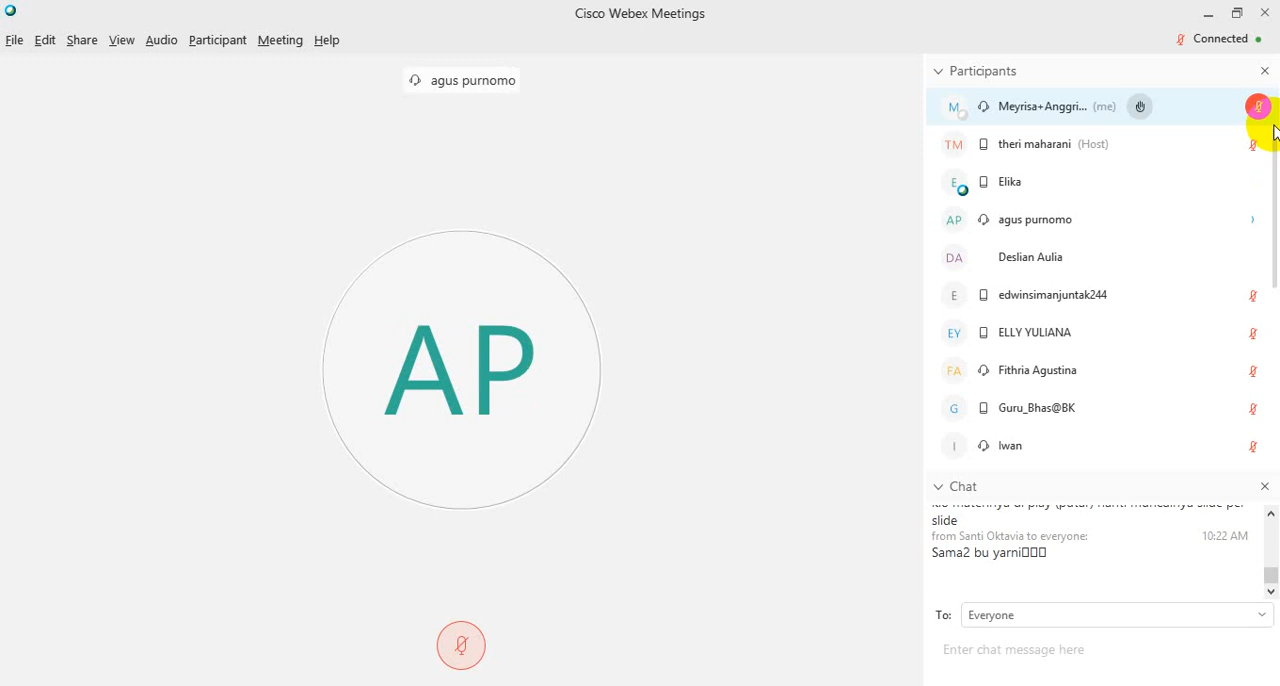 Cisco Webex Meetings
File Edit Share View Audio Participant Meeting Help
Connected
agus purnomo
AP
Participants
M Meyrisa+Anggri... (me)
TM theri maharani (Host)
E Elika
AP agus purnomo
DA Deslian Aulia
E edwinsimanjuntak244
EY ELLY YULIANA
FA Fithria Agustina
G Guru_Bhas@BK
I Iwan
Chat
slide
from Santi Oktavia to everyone: 10:22 AM
Sama2 bu yarni
To: Everyone
Enter chat message here